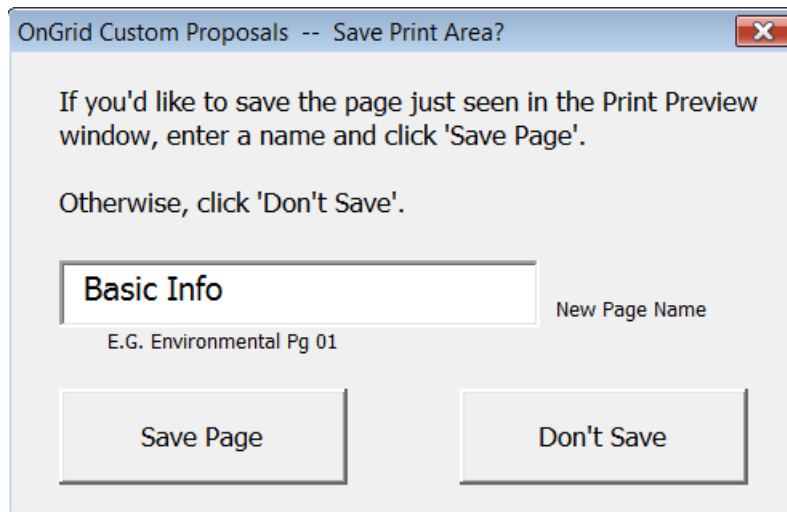 OnGrid Custom Proposals -- Save Print Area?
If you'd like to save the page just seen in the Print Preview
window, enter a name and click 'Save Page'.
Otherwise, click 'Don't Save'.
Basic Info
New Page Name
E.G. Environmental Pg 01
Save Page
Don't Save